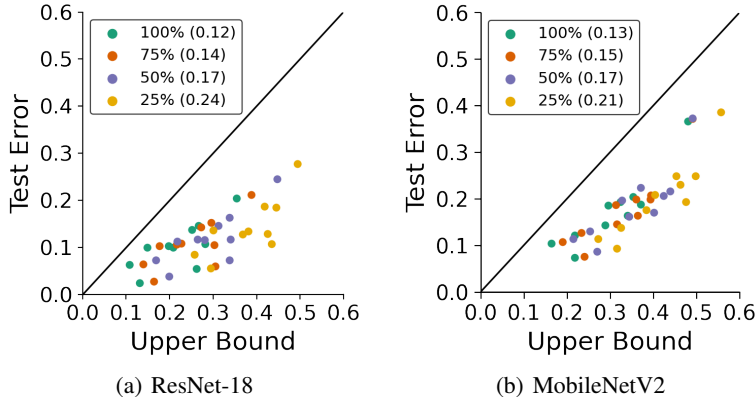 0.6
0.5
0.4
0.3
0.2
0.1
0.0
Test Error
100% (0.12)
75% (0.14)
50% (0.17)
25% (0.24)
0.0 0.1 0.2 0.3 0.4 0.5 0.6
Upper Bound
(a) ResNet-18
0.6
0.5
0.4
0.3
0.2
0.1
0.0
Test Error
100% (0.13)
75% (0.15)
50% (0.17)
25% (0.21)
0.0 0.1 0.2 0.3 0.4 0.5 0.6
Upper Bound
(b) MobileNetV2